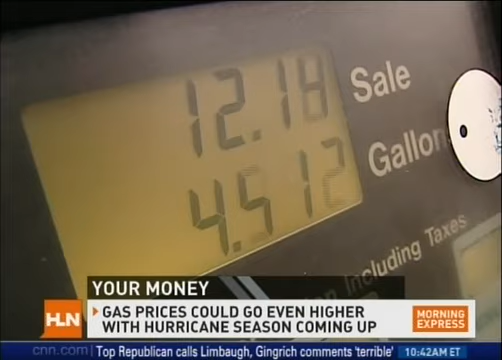 12.18 Sale
4.512 Gallon
Including Taxes
YOUR MONEY
GAS PRICES COULD GO EVEN HIGHER
WITH HURRICANE SEASON COMING UP
HLN
MORNING
EXPRESS
cnn.com Top Republican calls Limbaugh, Gingrich comments 'terrible' 10:42AM ET